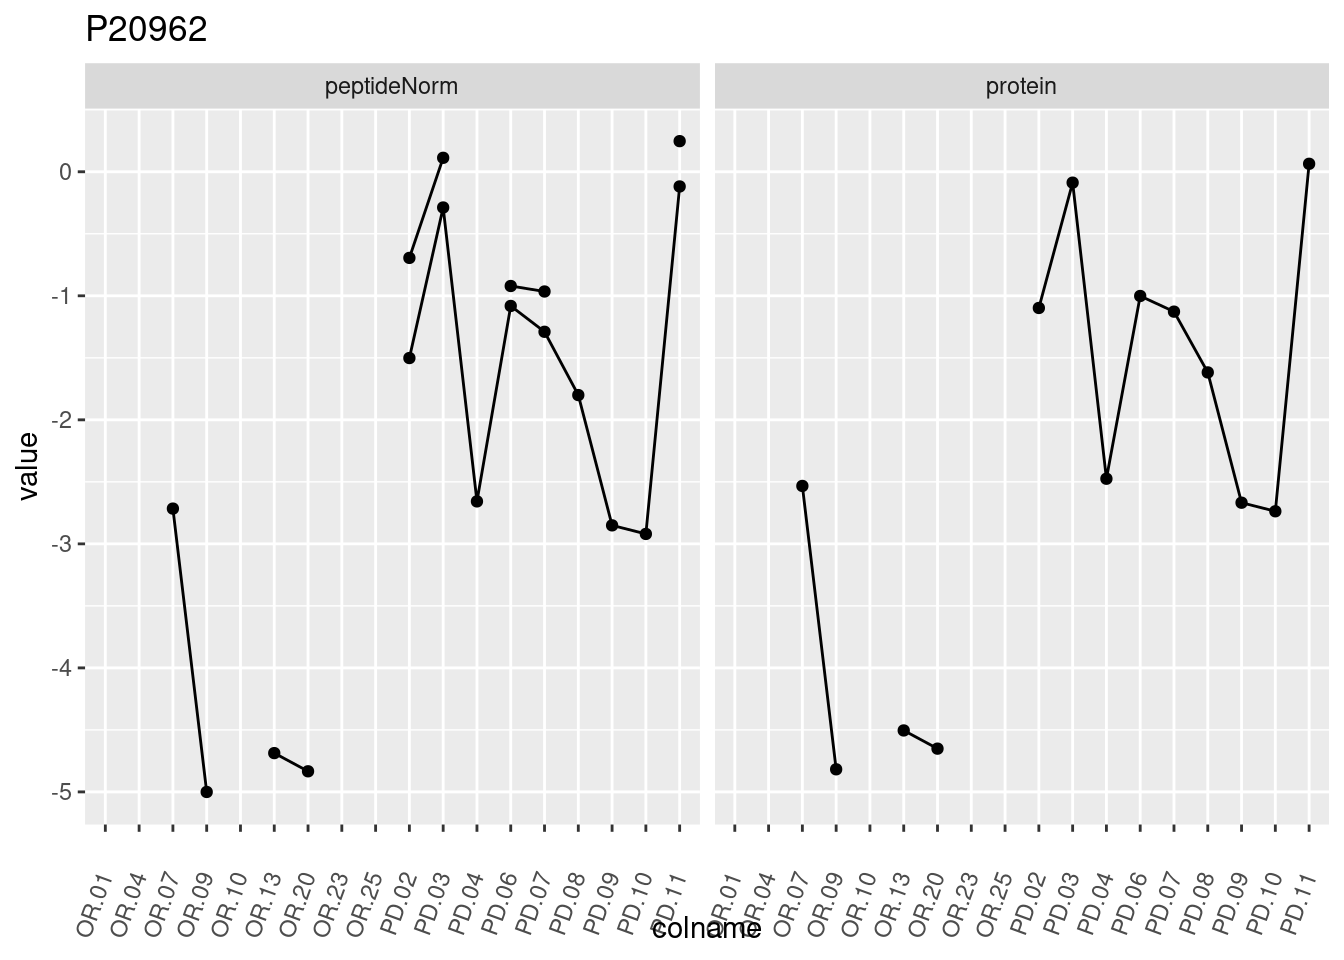 P20962
peptideNorm protein
0
-1
-2
-3
-4
-5
value
OR.01 OR.04 OR.07 OR.09 OR.10 OR.13 OR.20 OR.23 OR.25 PD.02 PD.03 PD.04 PD.06 PD.07 PD.08 PD.09 PD.10 PD.11 OR.01 OR.04 OR.07 OR.09 OR.10 OR.13 OR.20 OR.23 OR.25 PD.02 PD.03 PD.04 PD.06 PD.07 PD.08 PD.09 PD.10 PD.11
colname